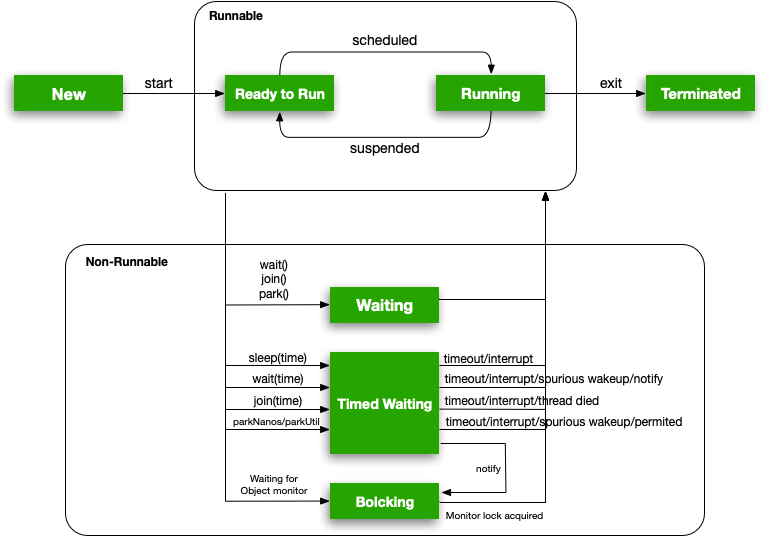 Runnable
scheduled
New
start
Ready to Run
Running
exit
Terminated
suspended
Non-Runnable
wait()
join()
park()
Waiting
sleep(time)
timeout/interrupt
wait(time)
timeout/interrupt/spurious wakeup/notify
Timed Waiting
join(time)
timeout/interrupt/thread died
parkNanos/parkUtil
timeout/interrupt/spurious wakeup/permited
notify
Waiting for
Object monitor
Bolcking
Monitor lock acquired